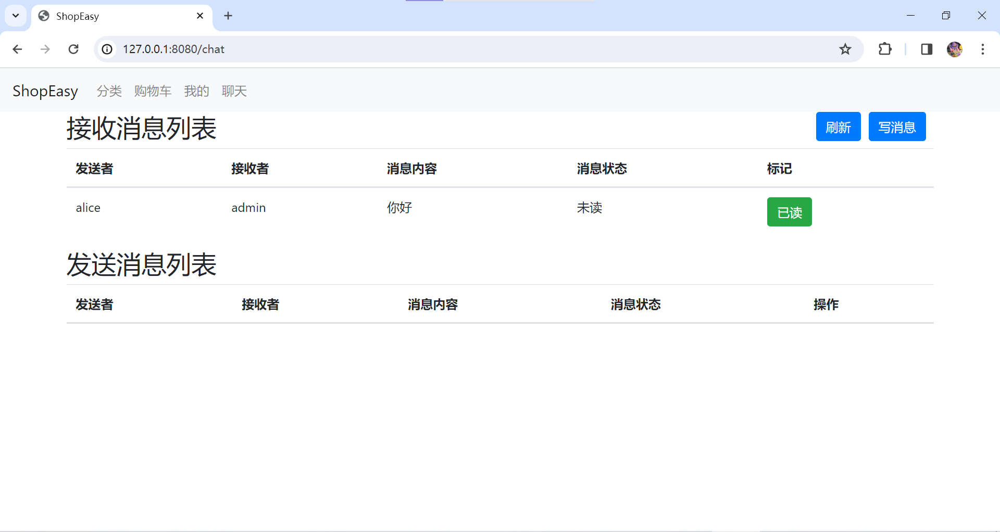 ShopEasy
127.0.0.1:8080/chat
ShopEasy 分类 购物车 我的 聊天
接收消息列表 刷新 写消息
发送者 接收者 消息内容 消息状态 标记
alice admin 你好 未读 已读
发送消息列表
发送者 接收者 消息内容 消息状态 操作